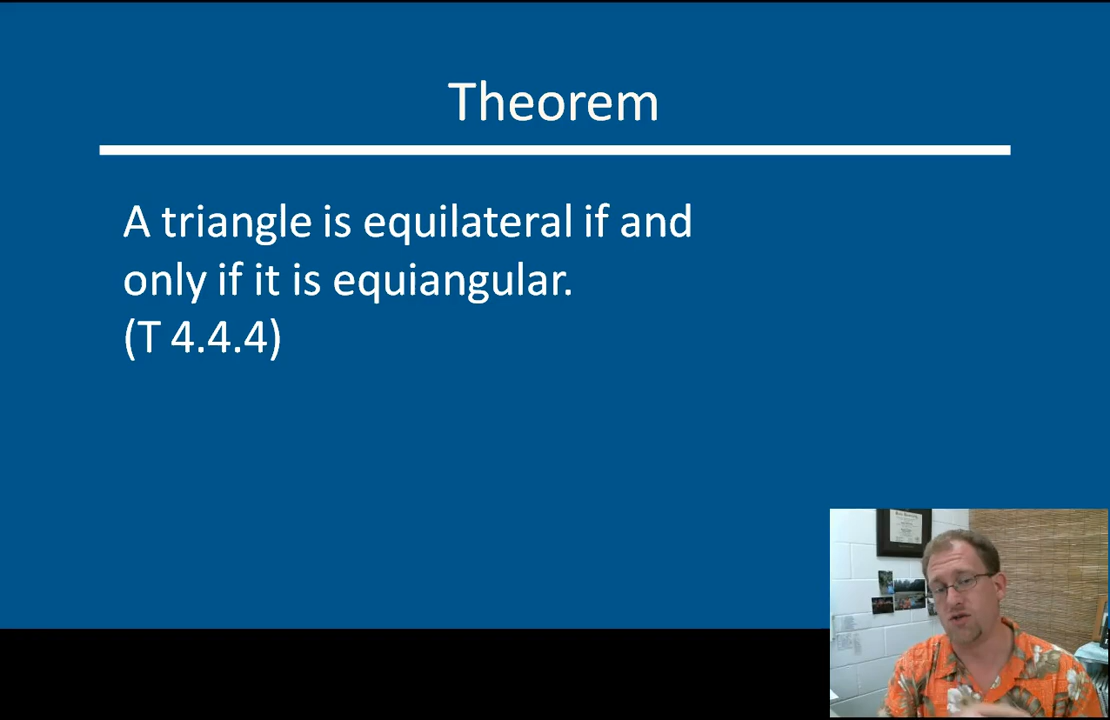 Theorem
A triangle is equilateral if and
only if it is equiangular.
(T 4.4.4)